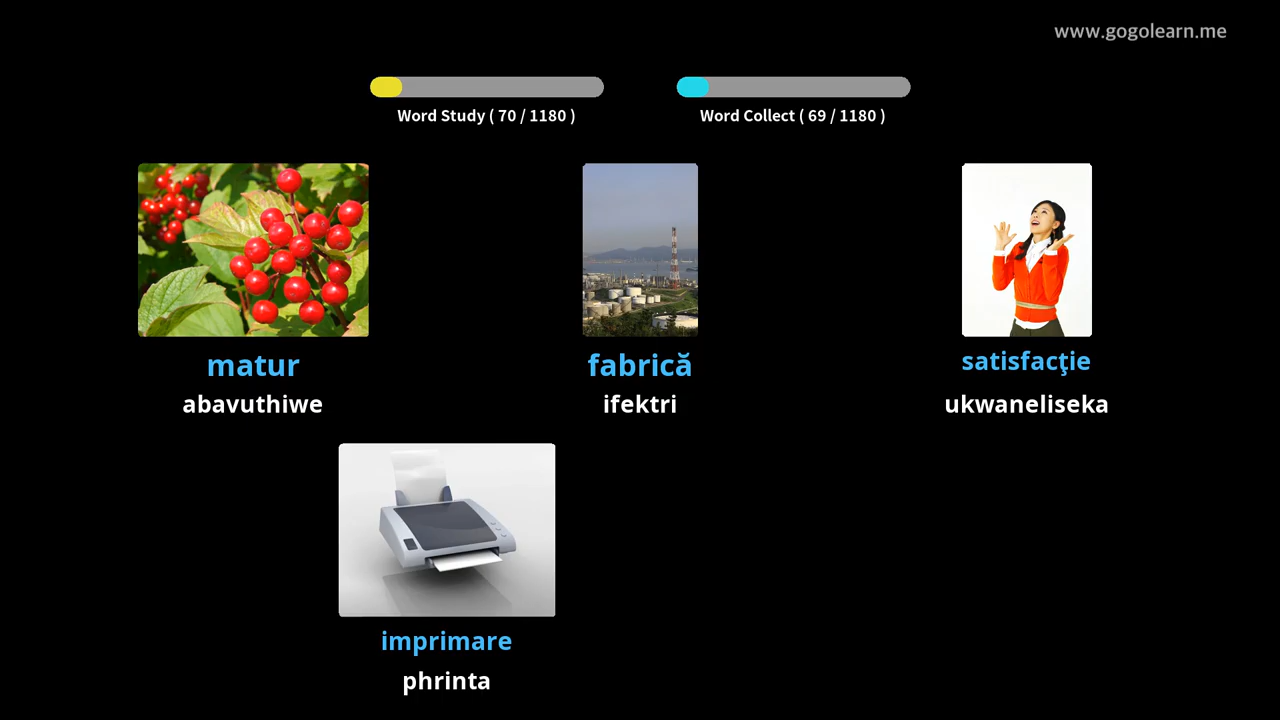 www.gogolearn.me
Word Study ( 70 / 1180 )
Word Collect ( 69 / 1180 )
matur
abavuthiwe
fabrică
ifektri
satisfacţie
ukwaneliseka
imprimare
phrinta